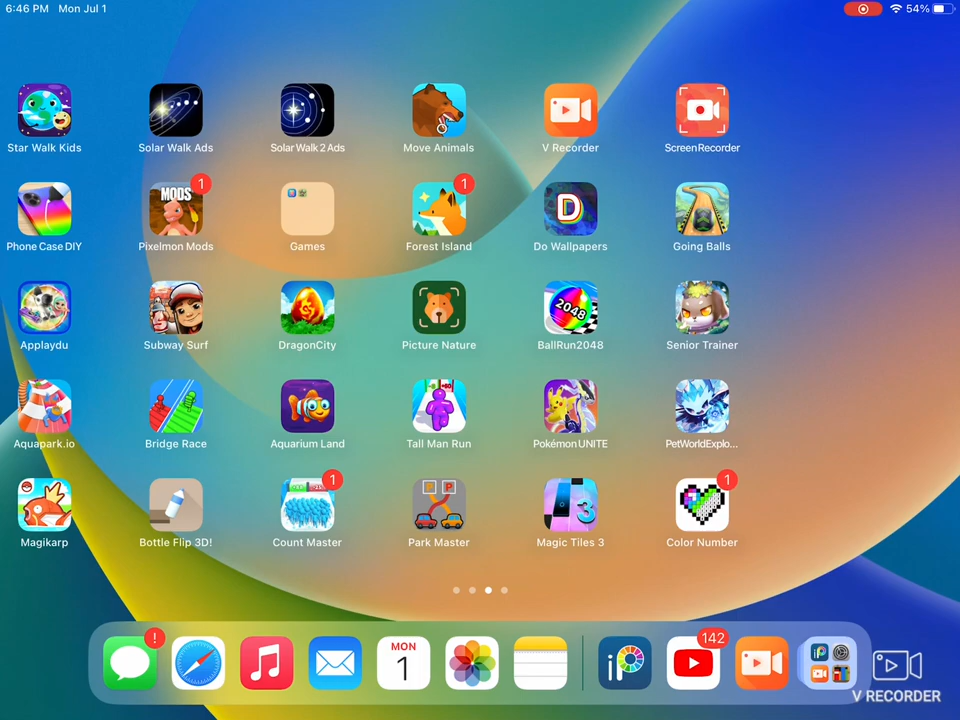 6:46 PM Mon Jul 1
54%
Star Walk Kids
Solar Walk Ads
Solar Walk 2 Ads
Move Animals
V Recorder
Screen Recorder
MODS
1
1
D
Phone Case DIY
Pixelmon Mods
Games
Forest Island
Do Wallpapers
Going Balls
2048
Applaydu
Subway Surf
DragonCity
Picture Nature
BallRun2048
Senior Trainer
Aquapark.io
Bridge Race
Aquarium Land
Tall Man Run
Pokémon UNITE
PetWorldExplo...
1
P P
3
1
Magikarp
Bottle Flip 3D!
Count Master
Park Master
Magic Tiles 3
Color Number
!
MON
1
iP
142
V RECORDER